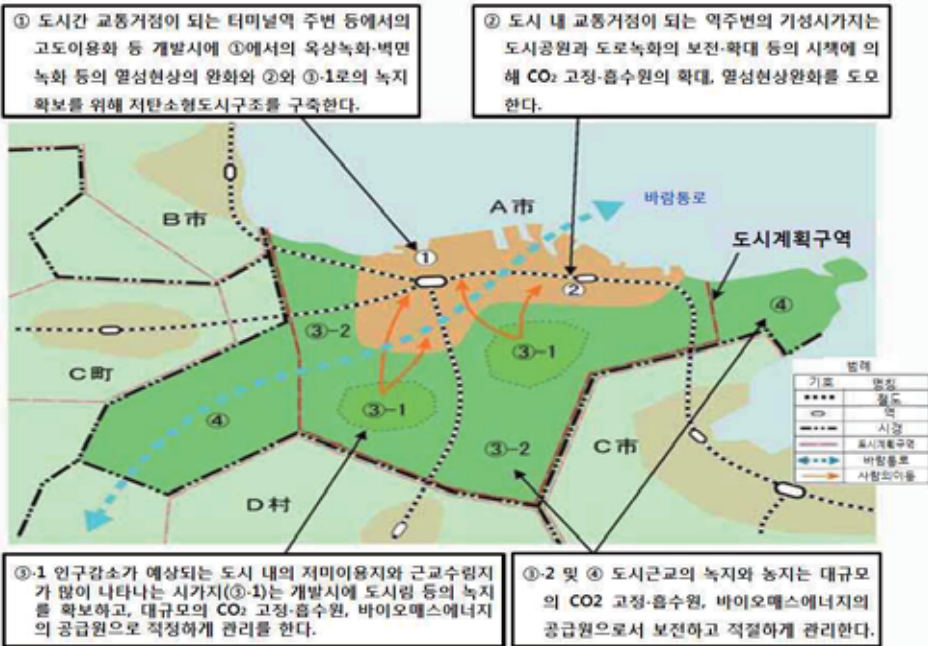 ① 도시간 교통거점이 되는 터미널역 주변 등에서의
고도이용화 등 개발시에 ①에서의 옥상녹화·벽면
녹화 등의 열섬현상의 완화와 ②와 ③-1로의 녹지
확보를 위해 저탄소형도시구조를 구축한다.
② 도시 내 교통거점이 되는 역주변의 기성시가지는
도시공원과 도로녹화의 보전·확대 등의 시책에 의
해 CO₂ 고정·흡수원의 확대, 열섬현상완화를 도모
한다.
바람통로
A市
B市
도시계획구역
①
②
④
③-2
③-1
C町
③-1
④
③-2
C市
D村
범례
기호 명칭
철도
역
시경
도시계획구역
바람통로
사람의이동
③-1 인구감소가 예상되는 도시 내의 저미이용지와 근교수림지
가 많이 나타나는 시가지(③-1)는 개발시에 도시림 등의 녹지
를 확보하고, 대규모의 CO₂ 고정·흡수원, 바이오매스에너지
의 공급원으로 적정하게 관리를 한다.
③-2 및 ④ 도시근교의 녹지와 농지는 대규모
의 CO2 고정·흡수원, 바이오매스에너지의
공급원으로서 보전하고 적절하게 관리한다.